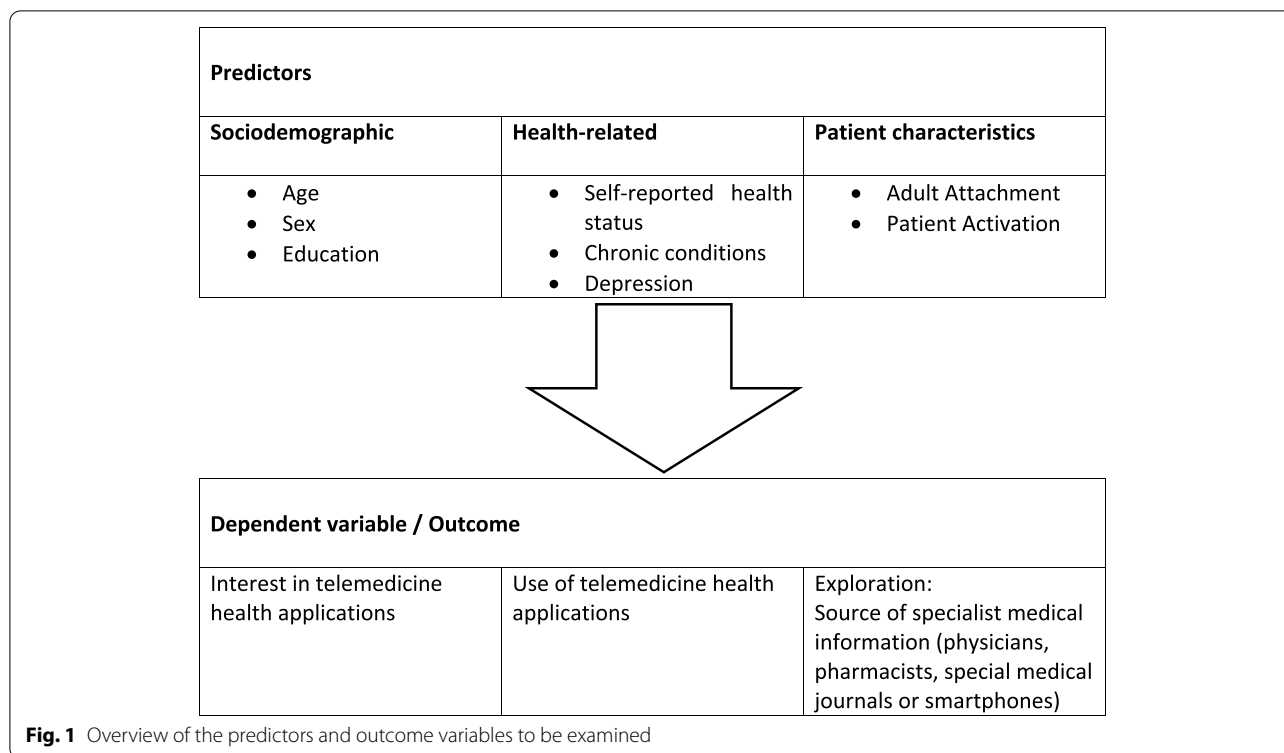 Predictors
Sociodemographic
Health-related
Patient characteristics
• Age
• Sex
• Education
• Self-reported health
status
• Chronic conditions
• Depression
• Adult Attachment
• Patient Activation
Dependent variable / Outcome
Interest in telemedicine
health applications
Use of telemedicine health
applications
Exploration:
Source of specialist medical
information (physicians,
pharmacists, special medical
journals or smartphones)
Fig. 1 Overview of the predictors and outcome variables to be examined